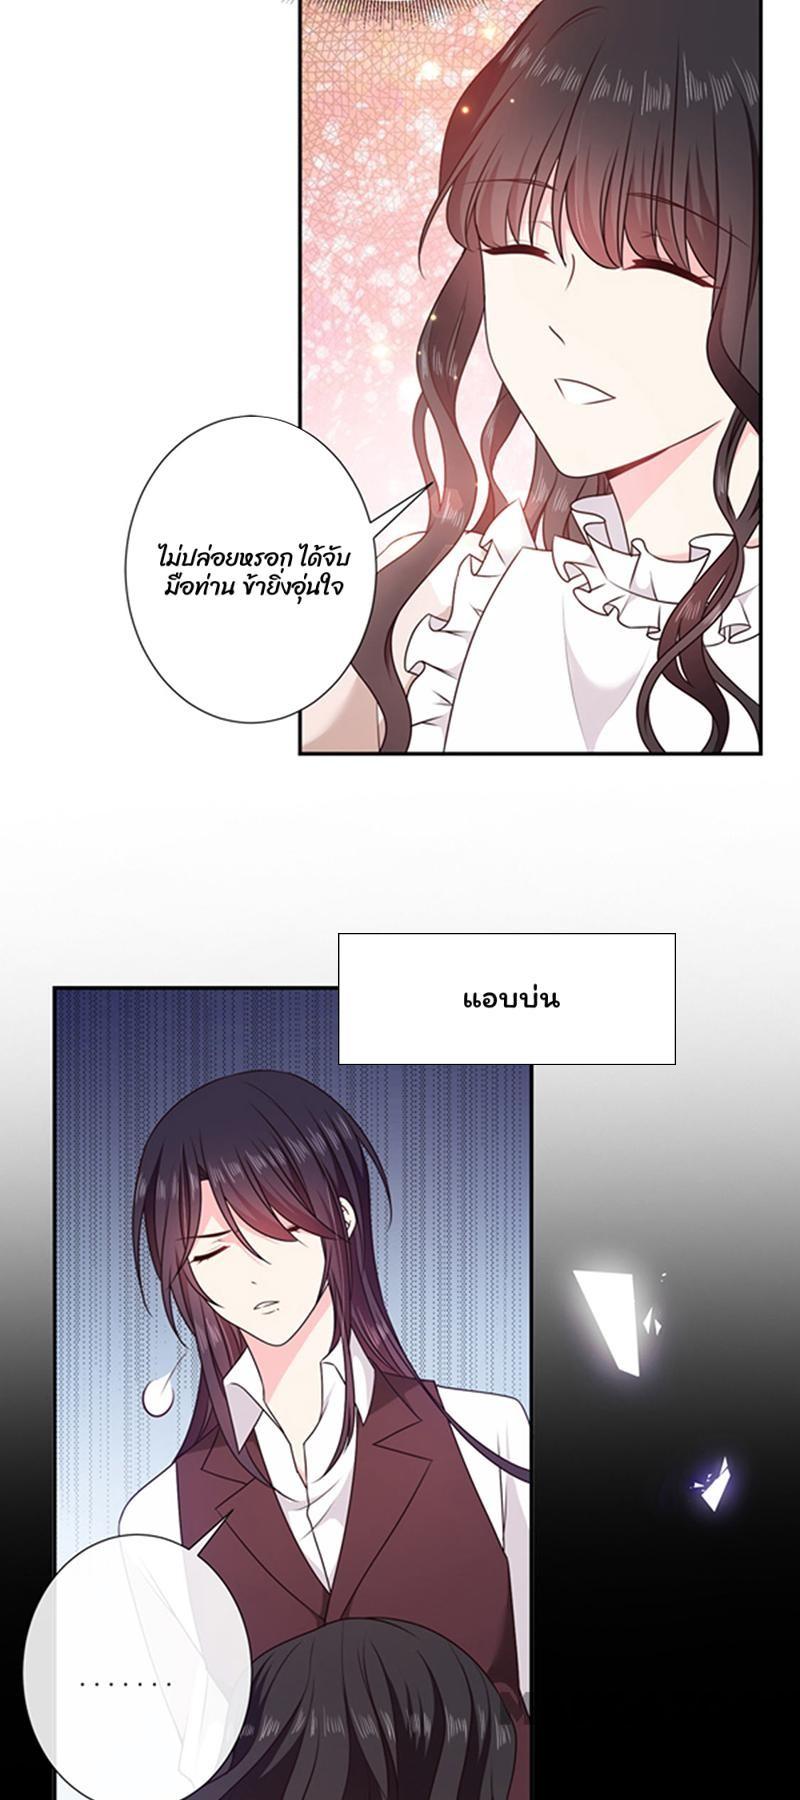 ไม่ปล่อยหรอก ได้จับ
มือท่าน ข้ายิ่งอุ่นใจ
แอบบ่น
.......